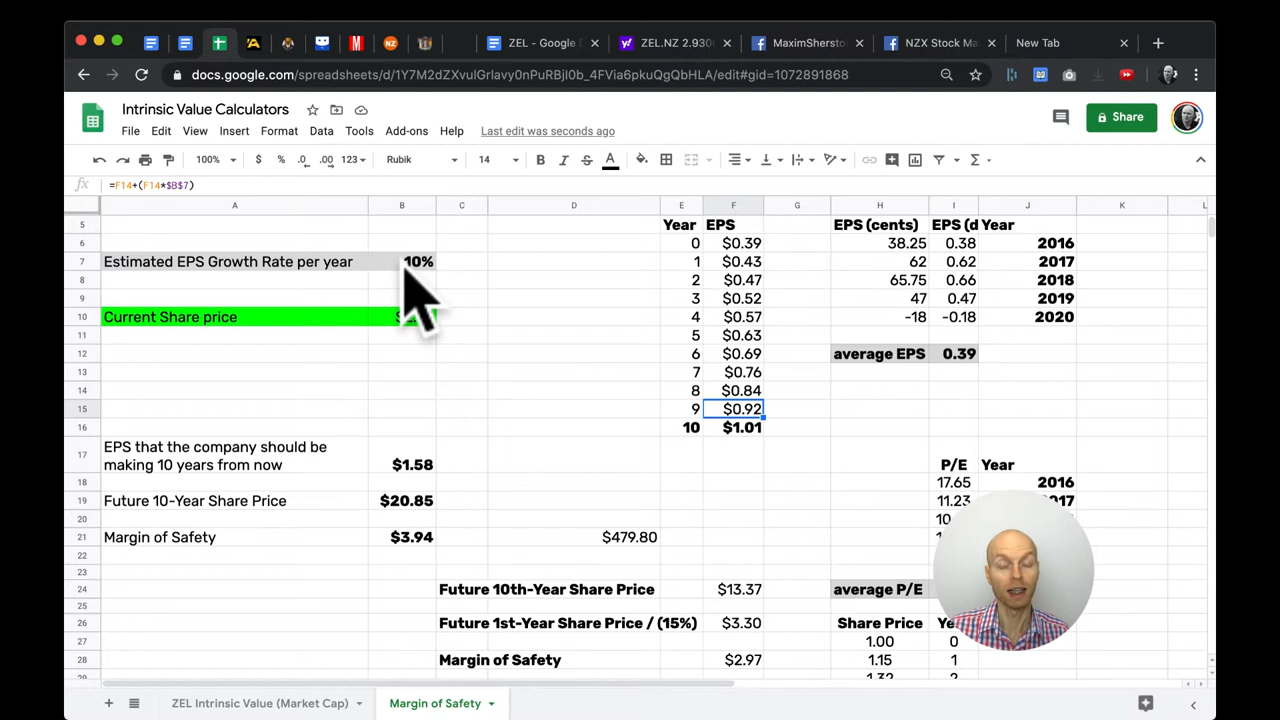 ZEL - Google D
ZEL.NZ 2.930
MaximSherst
NZX Stock Ma
New Tab
docs.google.com/spreadsheets/d/1Y7M2dZXvulGrlavy0nPuRBjI0b_4FVia6pkuQgQbHLA/edit#gid=1072891868
Intrinsic Value Calculators
File Edit View Insert Format Data Tools Add-ons Help Last edit was seconds ago
Share
100% $ % .0 .00 123 Rubik 14 B I S A
fx =F14+(F14*$B$7)
A B C D E F G H I J K L
5 Year EPS EPS (cents) EPS (d Year
6 0 $0.39 38.25 0.38 2016
7 Estimated EPS Growth Rate per year 10% 1 $0.43 62 0.62 2017
8 2 $0.47 65.75 0.66 2018
9 3 $0.52 47 0.47 2019
10 Current Share price 4 $0.57 -18 -0.18 2020
11 5 $0.63
12 6 $0.69 average EPS 0.39
13 7 $0.76
14 8 $0.84
15 9 $0.92
16 10 $1.01
EPS that the company should be
17 making 10 years from now $1.58 P/E Year
18 17.65 2016
19 Future 10-Year Share Price $20.85 11.23 2017
20 10
21 Margin of Safety $3.94 $479.80
22
23
24 Future 10th-Year Share Price $13.37 average P/E
25
26 Future 1st-Year Share Price / (15%) $3.30 Share Price
27 1.00 0
28 Margin of Safety $2.97 1.15 1
1.32 2
ZEL Intrinsic Value (Market Cap) Margin of Safety